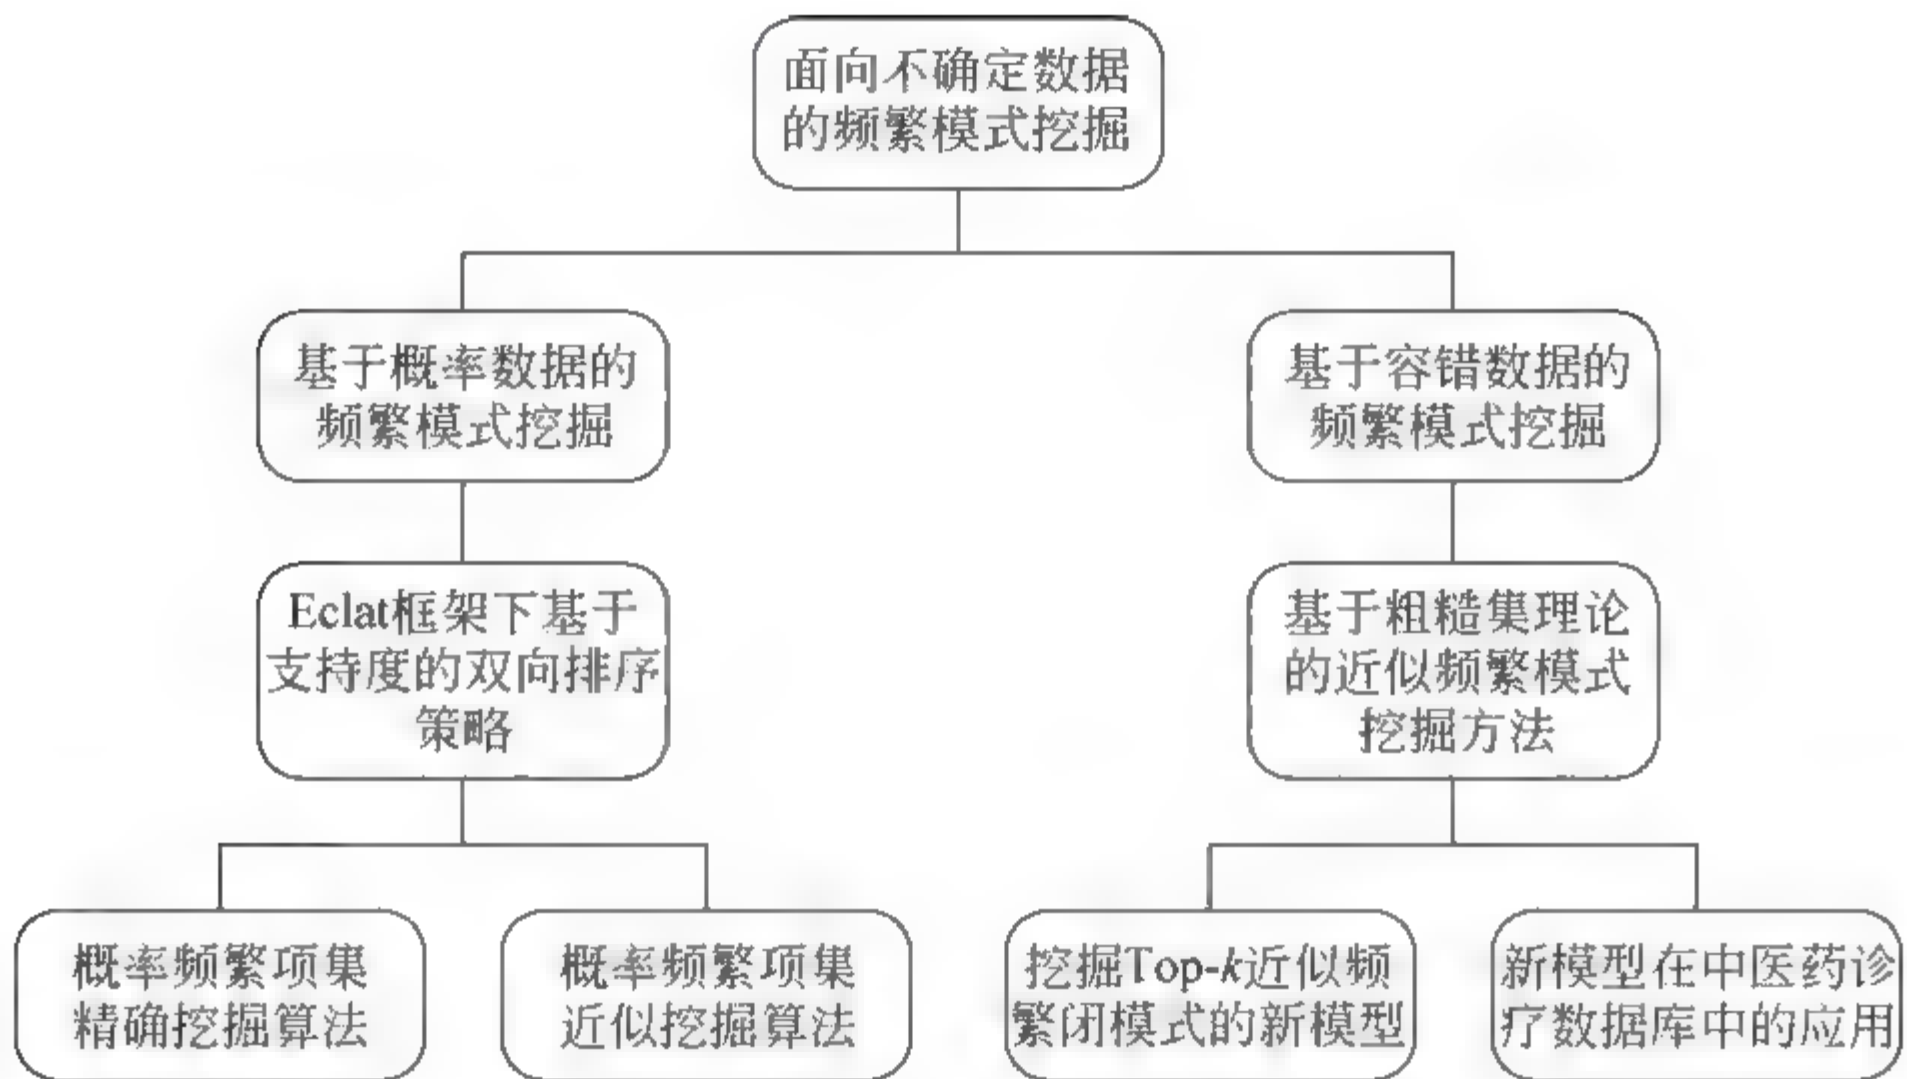 面向不确定数据
的频繁模式挖掘
基于概率数据的
频繁模式挖掘
基于容错数据的
频繁模式挖掘
Eclat框架下基于
支持度的双向排序
策略
基于粗糙集理论
的近似频繁模式
挖掘方法
概率频繁项集
精确挖掘算法
概率频繁项集
近似挖掘算法
挖掘Top-k近似频
繁闭模式的新模型
新模型在中医药诊
疗数据库中的应用